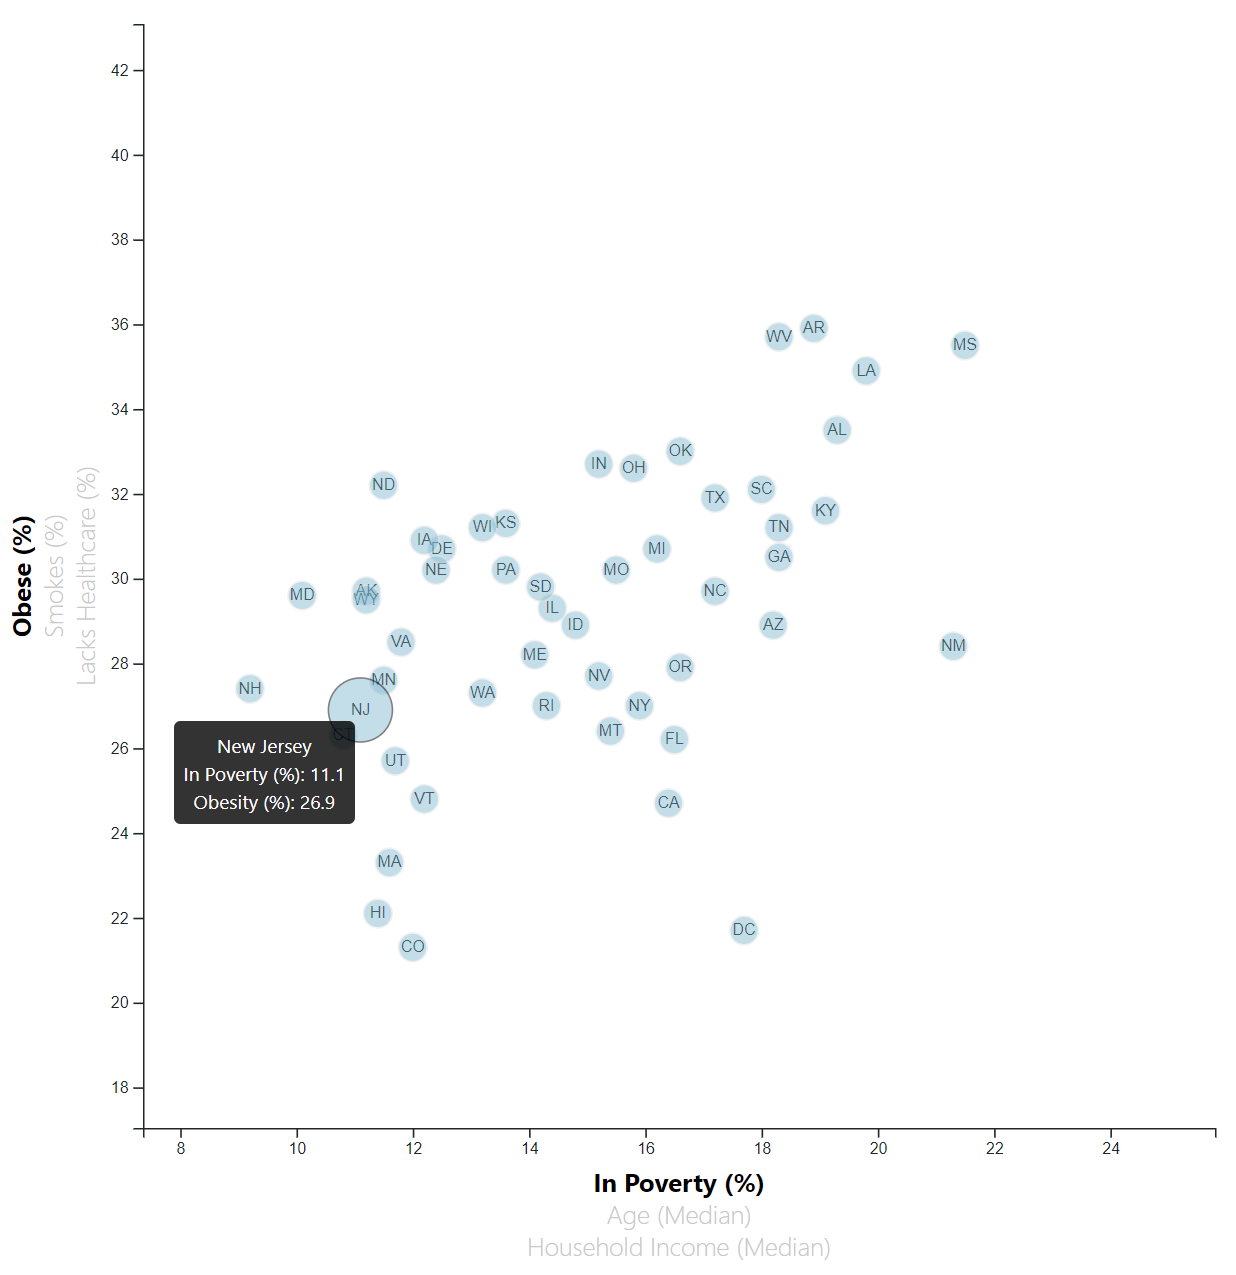 42
40
38
36
34
32
30
28
26
24
22
20
18
Obese (%)
Smokes (%)
Lacks Healthcare (%)
AR
WV
MS
LA
AL
OK
IN
OH
ND
SC
TX
KY
KS
WI
TN
IA
DE
MI
GA
NE
PA
MO
SD
AK
WY
MD
NC
IL
ID
AZ
VA
NM
ME
OR
MN
NV
NH
WA
NJ
RI
NY
CT
MT
FL
UT
VT
CA
MA
HI
DC
CO
New Jersey
In Poverty (%): 11.1
Obesity (%): 26.9
8 10 12 14 16 18 20 22 24
In Poverty (%)
Age (Median)
Household Income (Median)